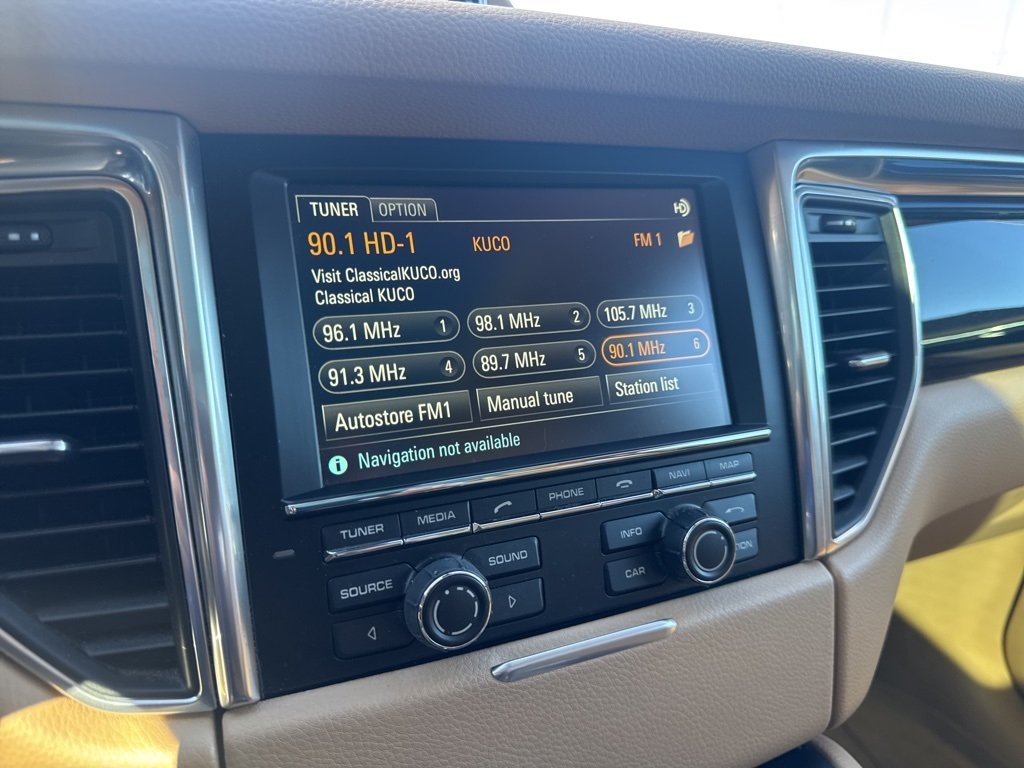 TUNER OPTION HD
90.1 HD-1 KUCO FM 1
Visit ClassicalKUCO.org
Classical KUCO
96.1 MHz 1 98.1 MHz 2 105.7 MHz 3
91.3 MHz 4 89.7 MHz 5 90.1 MHz 6
Autostore FM1 Manual tune Station list
i Navigation not available
TUNER MEDIA PHONE NAVI MAP
SOURCE SOUND INFO
CAR